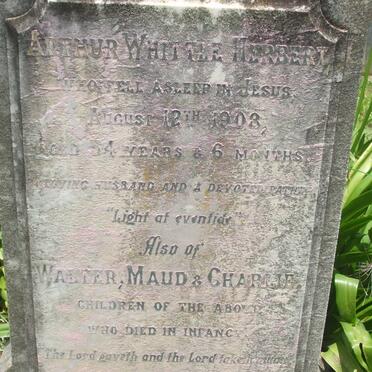 ARTHUR WHITTLE HERBERT
WHO FELL ASLEEP IN JESUS
AUGUST 12TH 1903,
AGED 54 YEARS & 6 MONTHS
LOVING HUSBAND AND A DEVOTED FATHER
"Light at eventide"
Also of
WALTER, MAUD & CHARLIE
CHILDREN OF THE ABOVE
WHO DIED IN INFANCY
The Lord gaveth and the Lord taketh away